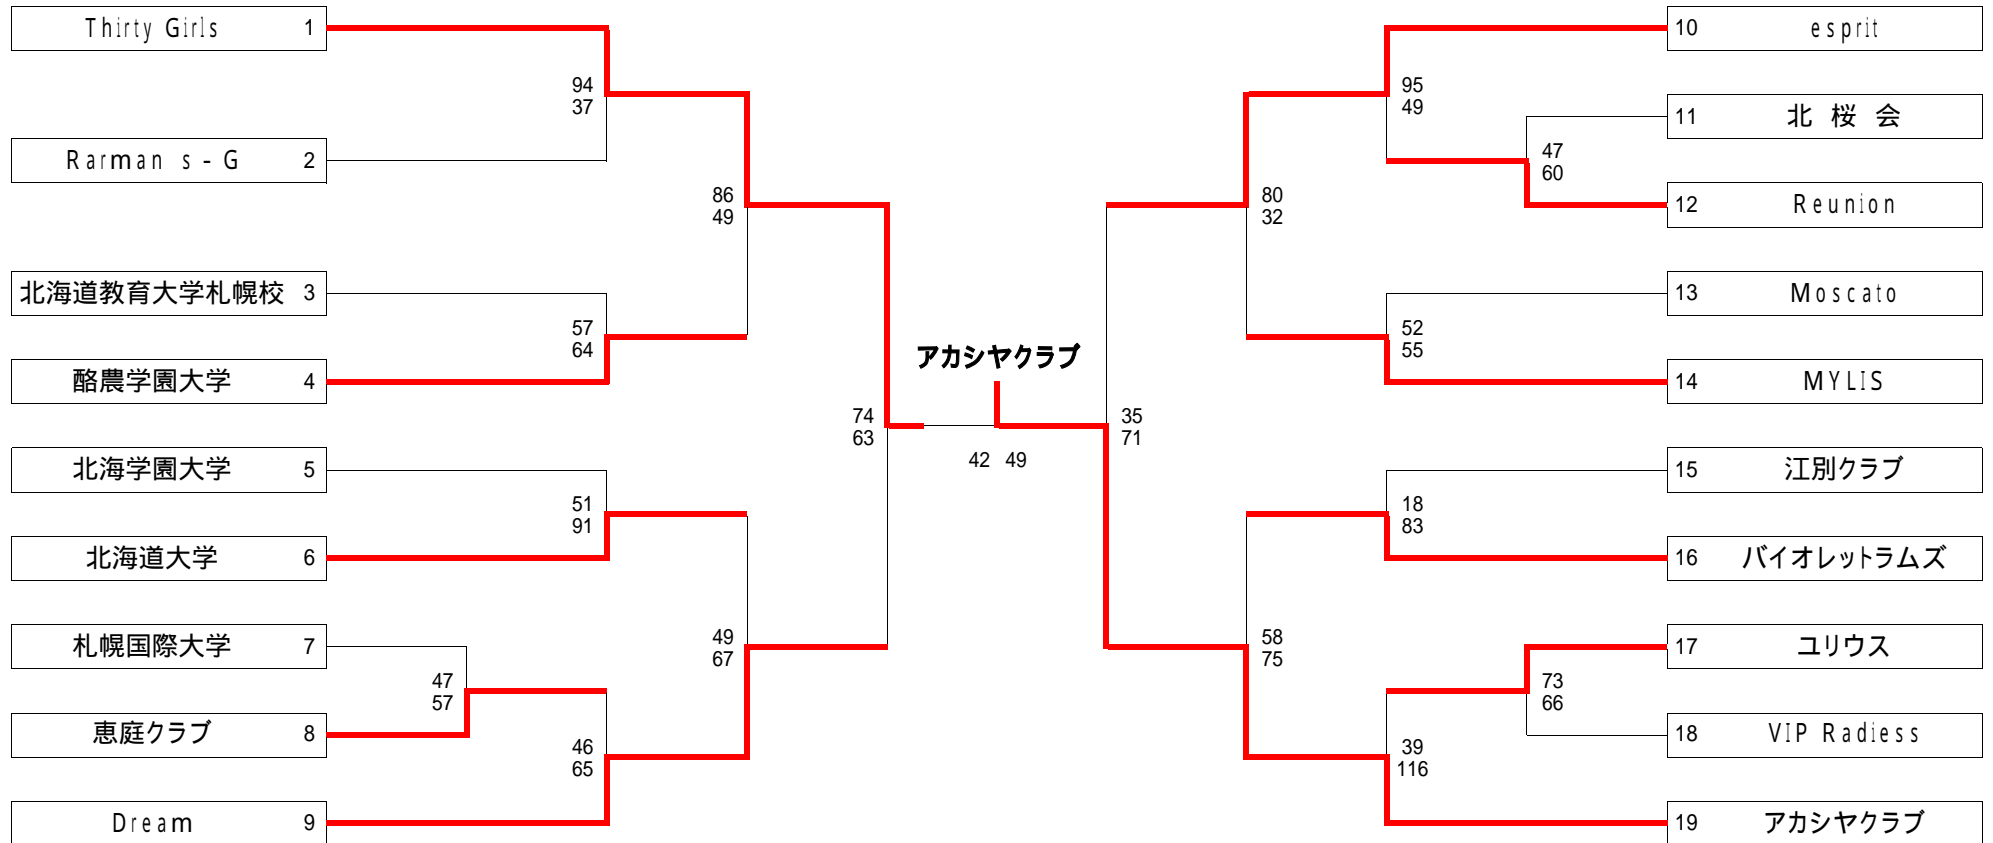 Thirty Girls 1
94
37
Rarman s-G 2
86
49
北海道教育大学札幌校 3
57
64
酪農学園大学 4
74
63
北海学園大学 5
51
91
北海道大学 6
49
67
札幌国際大学 7
47
57
恵庭クラブ 8
46
65
Dream 9
アカシヤクラブ
42 49
10 esprit
95
49
11 北桜会
47
60
12 Reunion
80
32
13 Moscato
52
55
14 MYLIS
35
71
15 江別クラブ
18
83
16 バイオレットラムズ
58
75
17 ユリウス
73
66
18 VIP Radiess
39
116
19 アカシヤクラブ